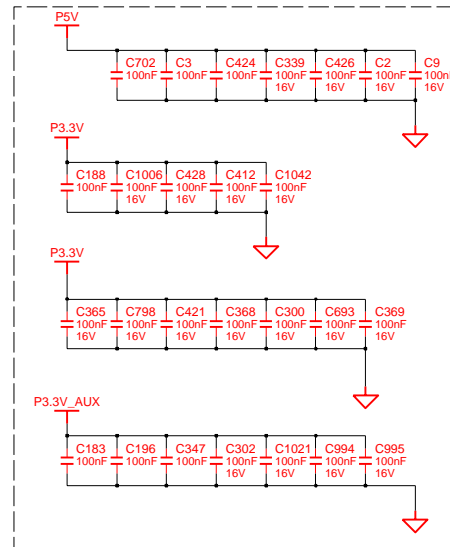 P5V
C702 C3 C424 C339 C426 C2 C9
100nF 100nF 100nF 100nF 100nF 100nF 100n
16V 16V 16V 16V
P3.3V
C188 C1006 C428 C412 C1042
100nF 100nF 100nF 100nF 100nF
16V 16V 16V 16V
P3.3V
C365 C798 C421 C368 C300 C693 C369
100nF 100nF 100nF 100nF 100nF 100nF 100nF
16V 16V 16V 16V 16V 16V 16V
P3.3V_AUX
C183 C196 C347 C302 C1021 C994 C995
100nF 100nF 100nF 100nF 100nF 100nF 100nF
16V 16V 16V 16V